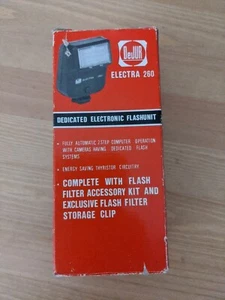 DeJUR
ELECTRA 260
DEDICATED ELECTRONIC FLASHUNIT
• FULLY AUTOMATIC 2 STEP COMPUTER OPERATION
WITH CAMERAS HAVING DEDICATED FLASH
SYSTEMS
• ENERGY SAVING THYRISTOR CIRCUITRY
• COMPLETE WITH FLASH
FILTER ACCESSORY KIT AND
EXCLUSIVE FLASH FILTER
STORAGE CLIP